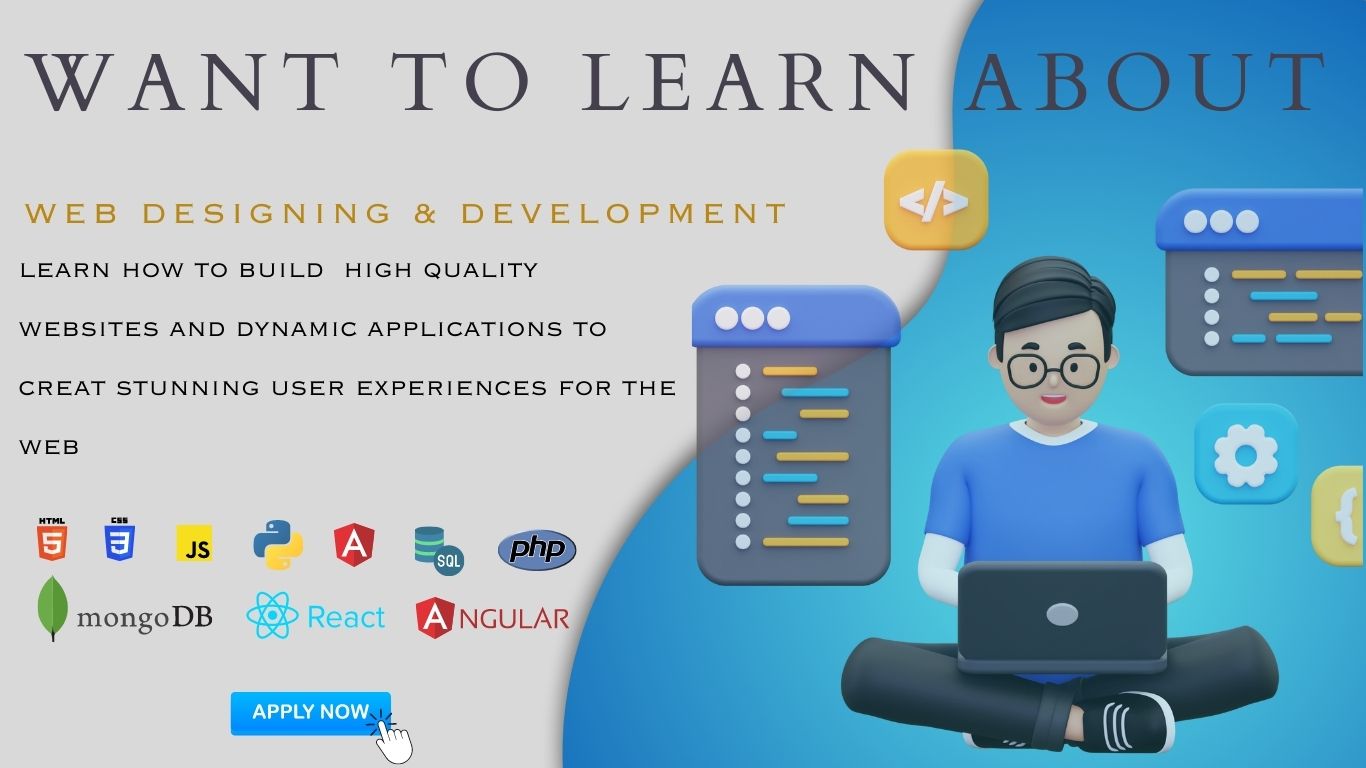 WANT TO LEARN ABOUT
WEB DESIGNING & DEVELOPMENT
LEARN HOW TO BUILD HIGH QUALITY
WEBSITES AND DYNAMIC APPLICATIONS TO
CREAT STUNNING USER EXPERIENCES FOR THE
WEB
HTML 5 CSS 3 JS A SQL php
mongoDB React ANGULAR
APPLY NOW